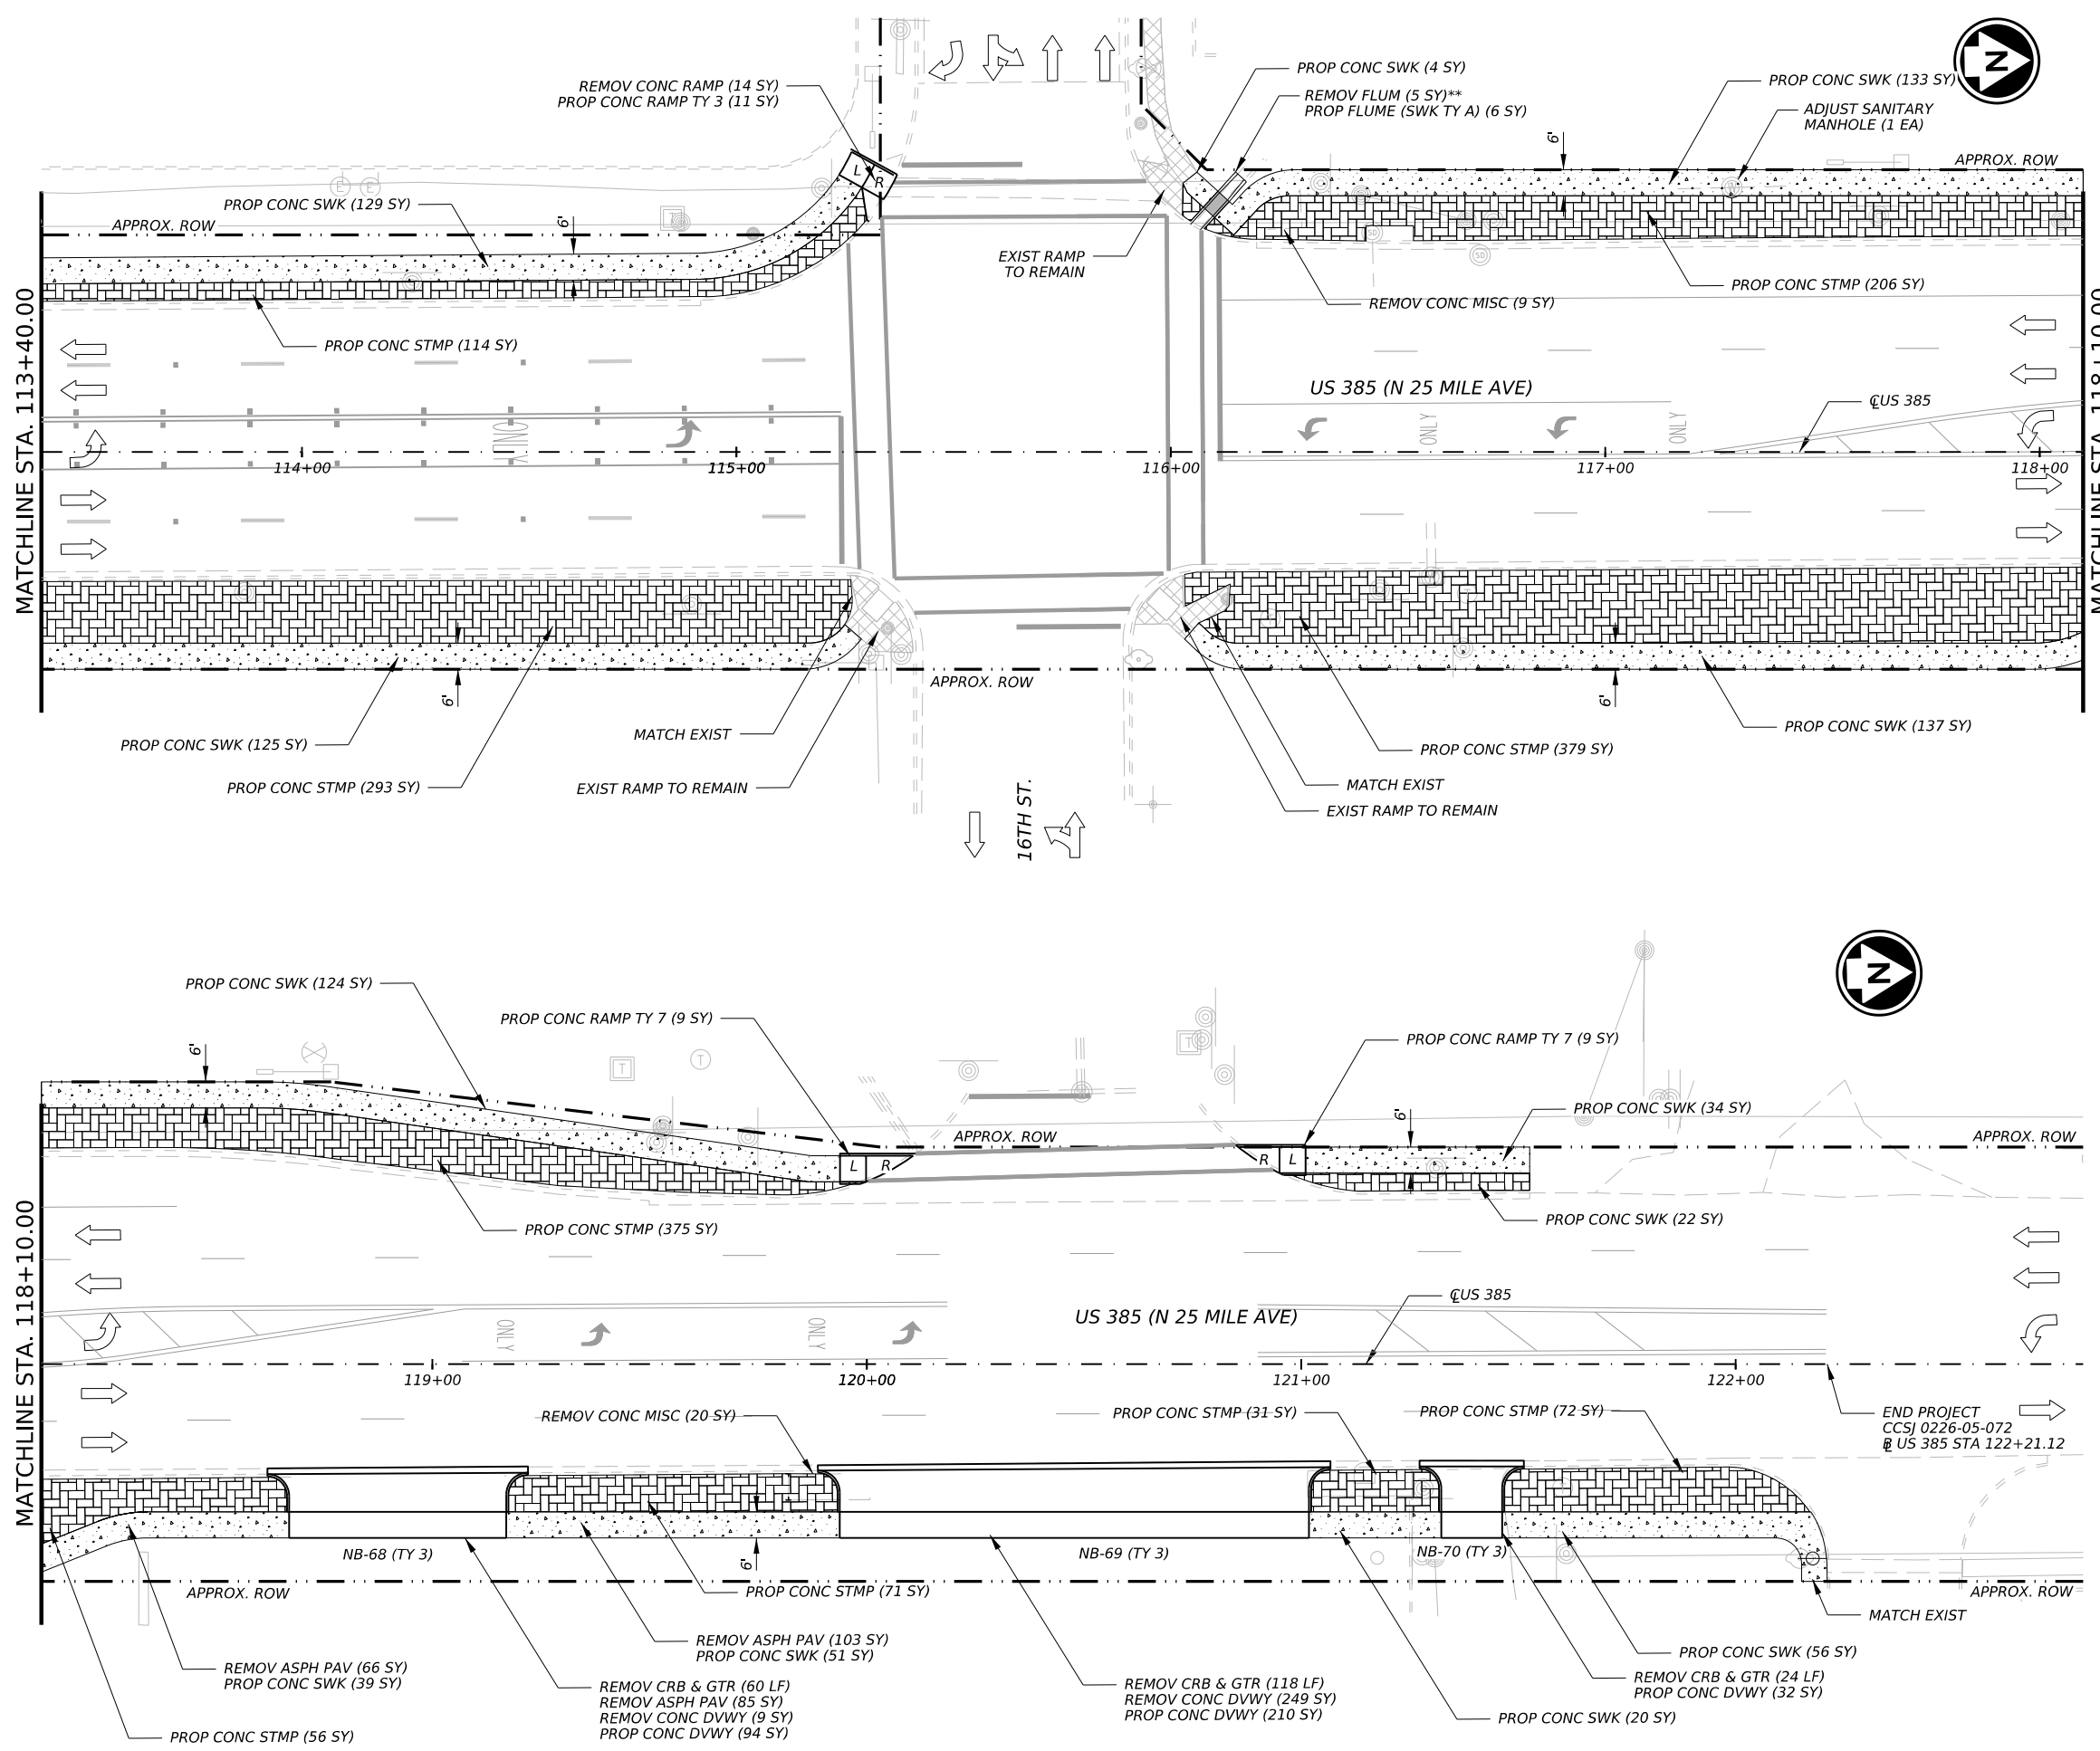 REMOV CONC RAMP (14 SY)
PROP CONC RAMP TY 3 (11 SY)
PROP CONC SWK (4 SY)
REMOV FLUM (5 SY)**
PROP FLUME (SWK TY A) (6 SY)
PROP CONC SWK (133 SY)
ADJUST SANITARY
MANHOLE (1 EA)
N
6'
APPROX. ROW
L
R
PROP CONC SWK (129 SY)
6'
APPROX. ROW
E
E
T
EXIST RAMP
TO REMAIN
SD
SD
PROP CONC STMP (206 SY)
REMOV CONC MISC (9 SY)
PROP CONC STMP (114 SY)
US 385 (N 25 MILE AVE)
℄US 385
ONLY
ONLY
ONLY
114+00
115+00
116+00
117+00
118+00
MATCHLINE STA. 113+40.00
MATCHLINE STA. 118+10.00
APPROX. ROW
6'
6'
MATCH EXIST
PROP CONC SWK (125 SY)
PROP CONC SWK (137 SY)
PROP CONC STMP (379 SY)
PROP CONC STMP (293 SY)
EXIST RAMP TO REMAIN
MATCH EXIST
EXIST RAMP TO REMAIN
16TH ST.
N
PROP CONC SWK (124 SY)
PROP CONC RAMP TY 7 (9 SY)
PROP CONC RAMP TY 7 (9 SY)
6'
T
T
T
PROP CONC SWK (34 SY)
6'
APPROX. ROW
APPROX. ROW
L
R
R
L
PROP CONC STMP (375 SY)
PROP CONC SWK (22 SY)
℄US 385
US 385 (N 25 MILE AVE)
ONLY
ONLY
MATCHLINE STA. 118+10.00
119+00
120+00
121+00
122+00
REMOV CONC MISC (20 SY)
PROP CONC STMP (31 SY)
PROP CONC STMP (72 SY)
END PROJECT
CCSJ 0226-05-072
BL US 385 STA 122+21.12
NB-68 (TY 3)
NB-69 (TY 3)
NB-70 (TY 3)
6'
APPROX. ROW
PROP CONC STMP (71 SY)
APPROX. ROW
MATCH EXIST
REMOV ASPH PAV (103 SY)
PROP CONC SWK (51 SY)
PROP CONC SWK (56 SY)
REMOV ASPH PAV (66 SY)
PROP CONC SWK (39 SY)
REMOV CRB & GTR (60 LF)
REMOV ASPH PAV (85 SY)
REMOV CONC DVWY (9 SY)
PROP CONC DVWY (94 SY)
REMOV CRB & GTR (118 LF)
REMOV CONC DVWY (249 SY)
PROP CONC DVWY (210 SY)
REMOV CRB & GTR (24 LF)
PROP CONC DVWY (32 SY)
PROP CONC SWK (20 SY)
PROP CONC STMP (56 SY)